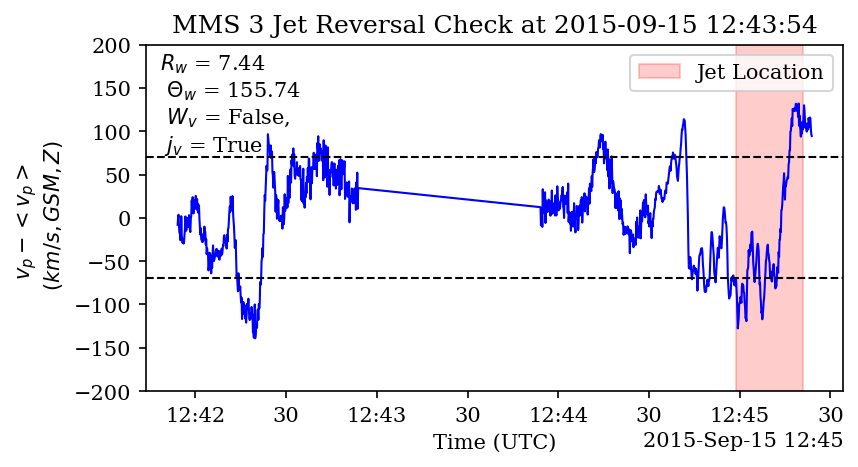 MMS 3 Jet Reversal Check at 2015-09-15 12:43:54
R_w = 7.44
Θ_w = 155.74
W_v = False,
j_v = True
Jet Location
v_p − < v_p >
(km/s, GSM, Z)
200
150
100
50
0
−50
−100
−150
−200
12:42 30 12:43 30 12:44 30 12:45 30
Time (UTC)
2015-Sep-15 12:45